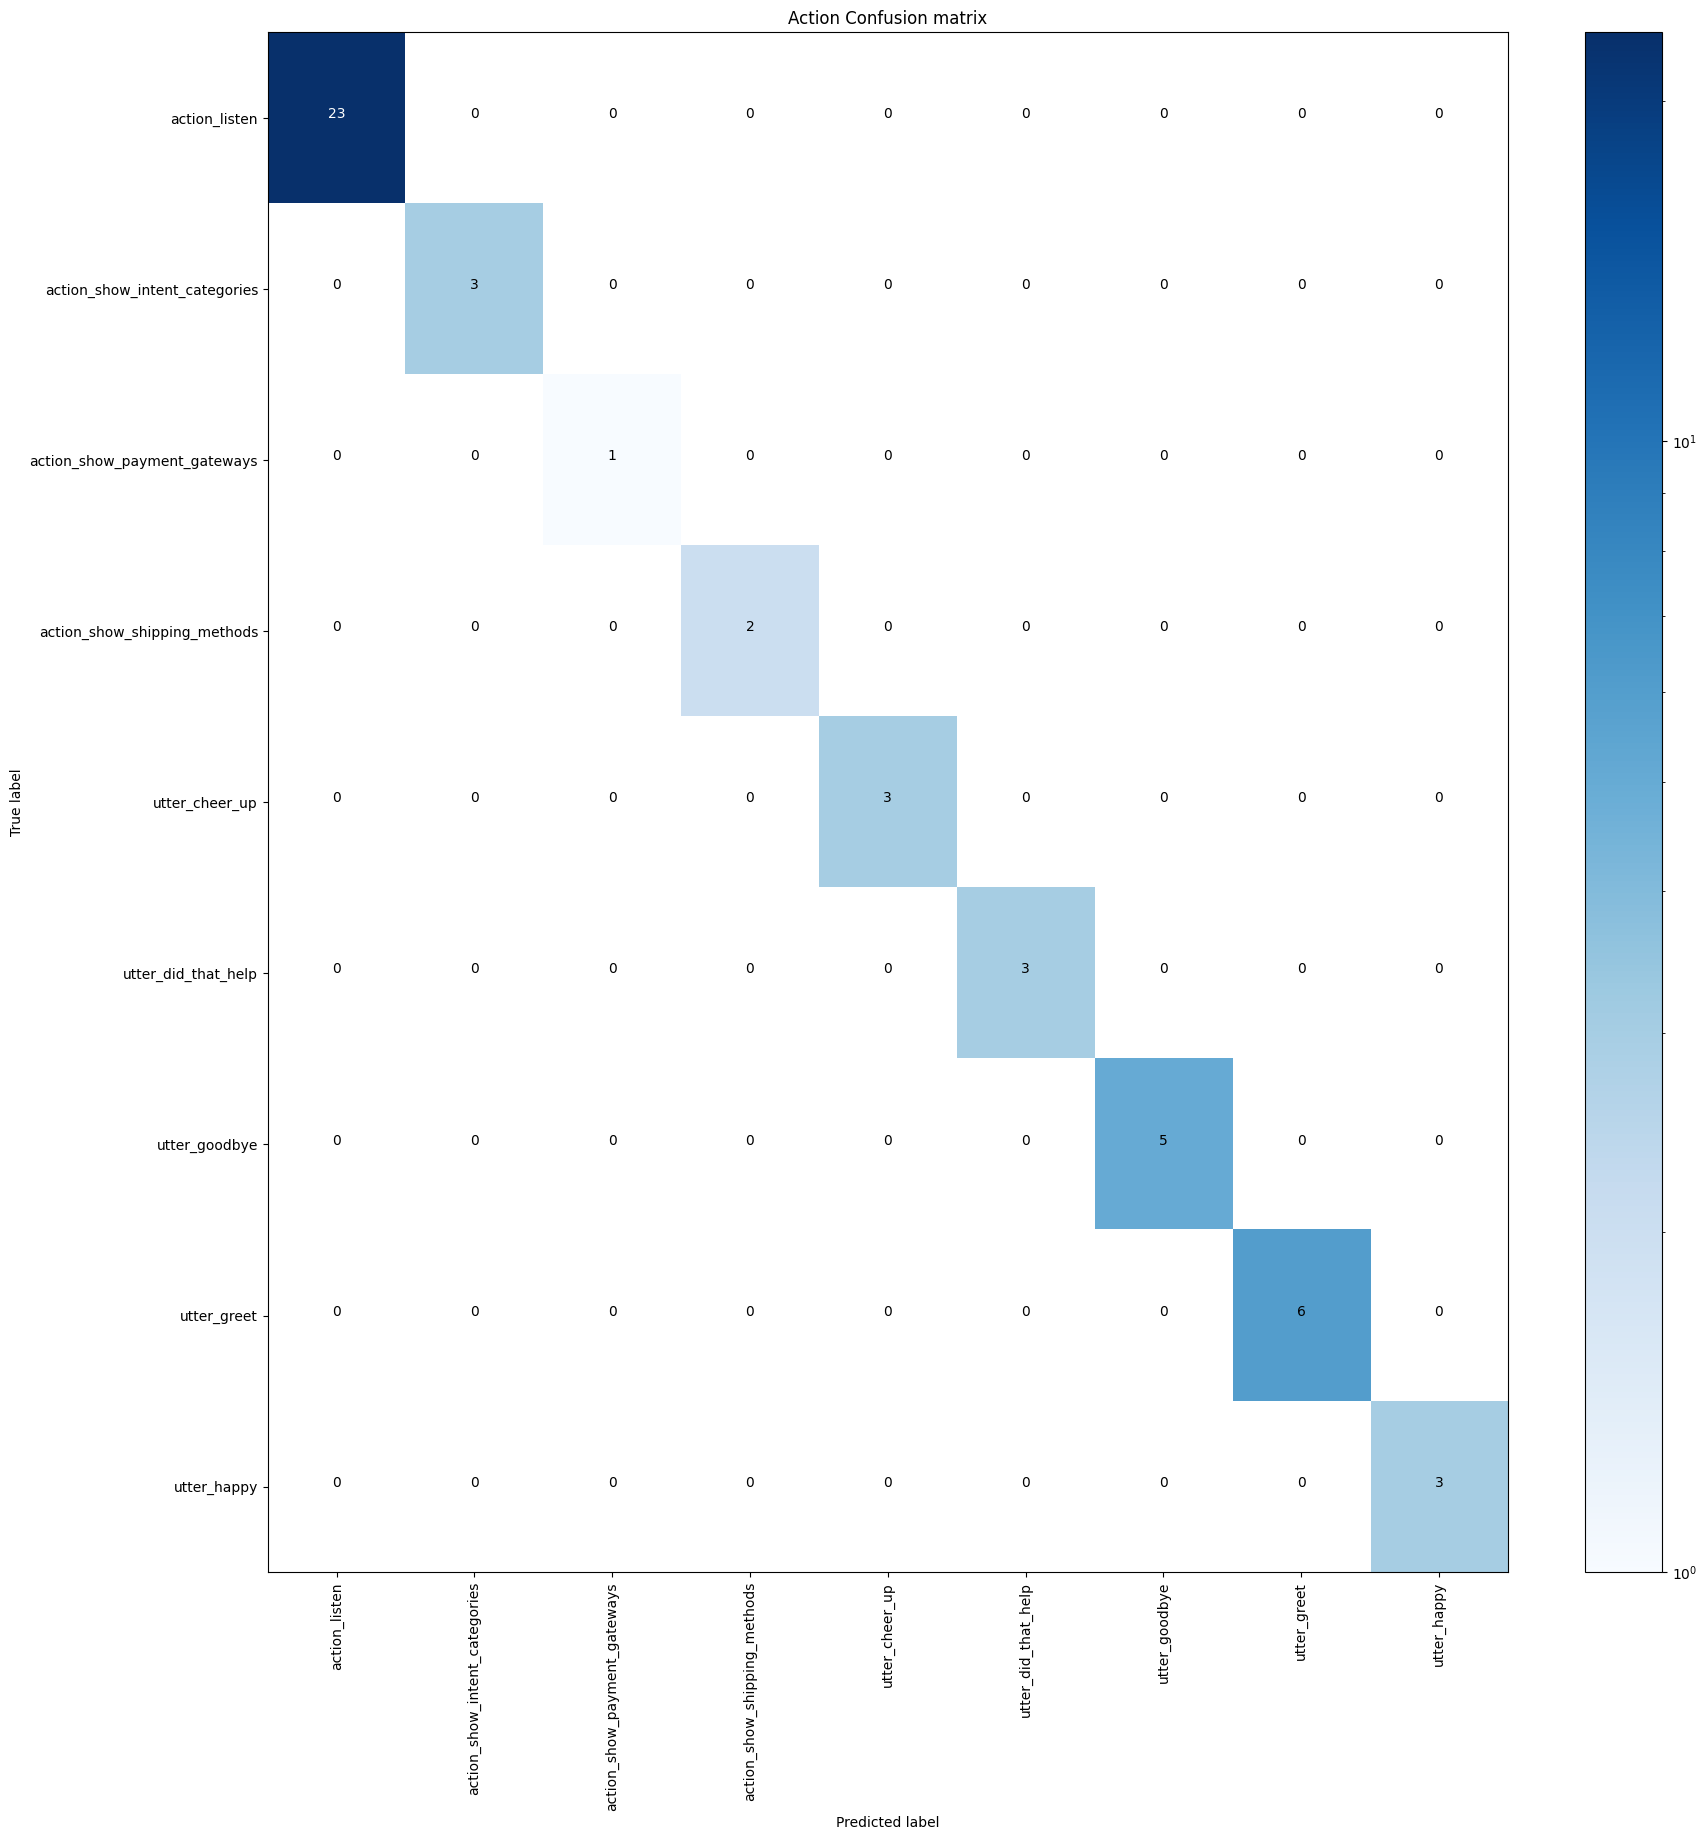 Action Confusion matrix
action_listen 23 0 0 0 0 0 0 0 0
action_show_intent_categories 0 3 0 0 0 0 0 0 0
action_show_payment_gateways 0 0 1 0 0 0 0 0 0
action_show_shipping_methods 0 0 0 2 0 0 0 0 0
utter_cheer_up 0 0 0 0 3 0 0 0 0
utter_did_that_help 0 0 0 0 0 3 0 0 0
utter_goodbye 0 0 0 0 0 0 5 0 0
utter_greet 0 0 0 0 0 0 0 6 0
utter_happy 0 0 0 0 0 0 0 0 3
True label
action_listen
action_show_intent_categories
action_show_payment_gateways
action_show_shipping_methods
utter_cheer_up
utter_did_that_help
utter_goodbye
utter_greet
utter_happy
Predicted label
10¹
10⁰